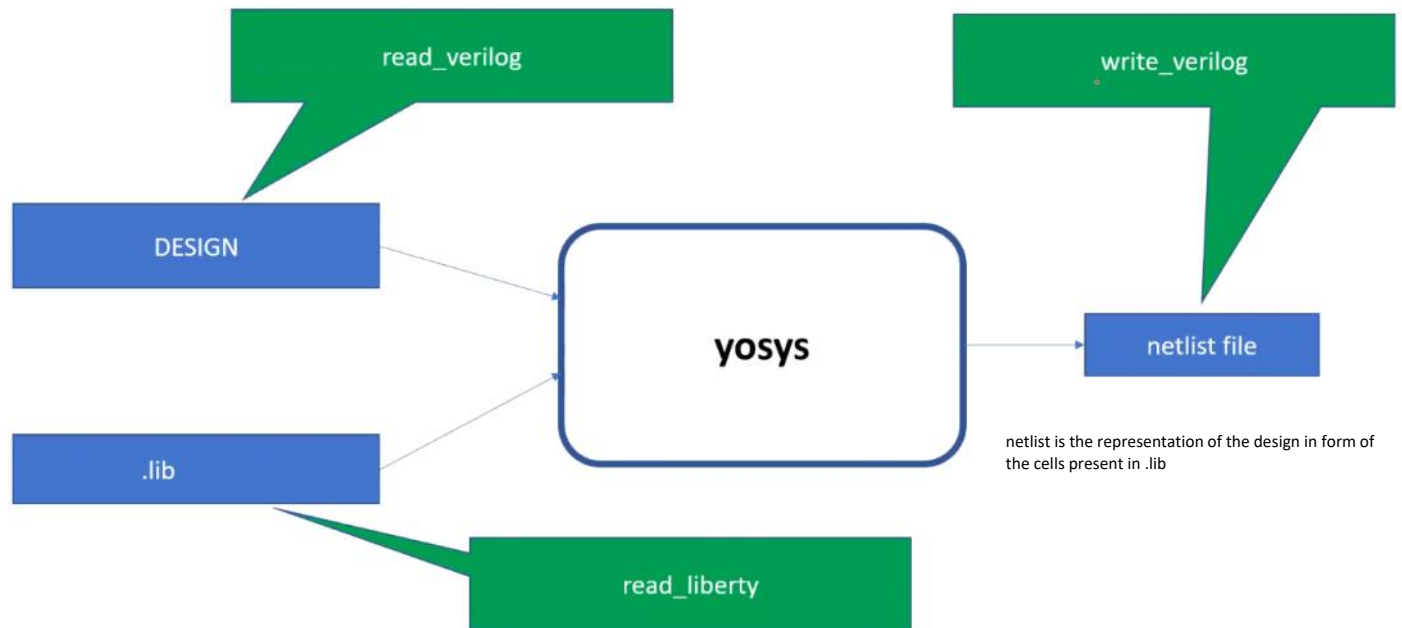 read_verilog
write_verilog
DESIGN
yosys
netlist file
.lib
netlist is the representation of the design in form of
the cells present in .lib
read_liberty